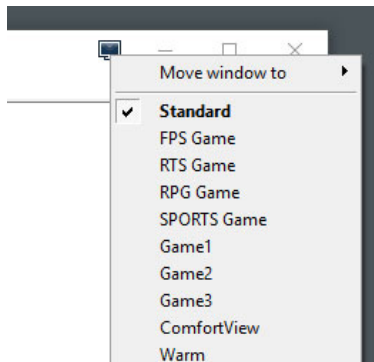 Move window to
Standard
FPS Game
RTS Game
RPG Game
SPORTS Game
Game1
Game2
Game3
ComfortView
Warm